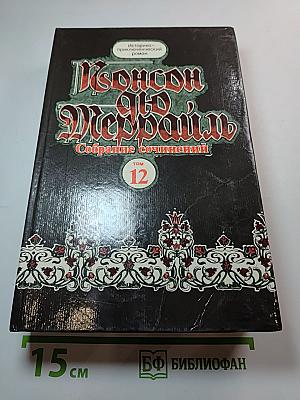 Историко-
приключенческий
роман
Понсон
дю
Террайль
Собрание сочинений
ТОМ
12
15 см
БФ БИБЛИОФАН